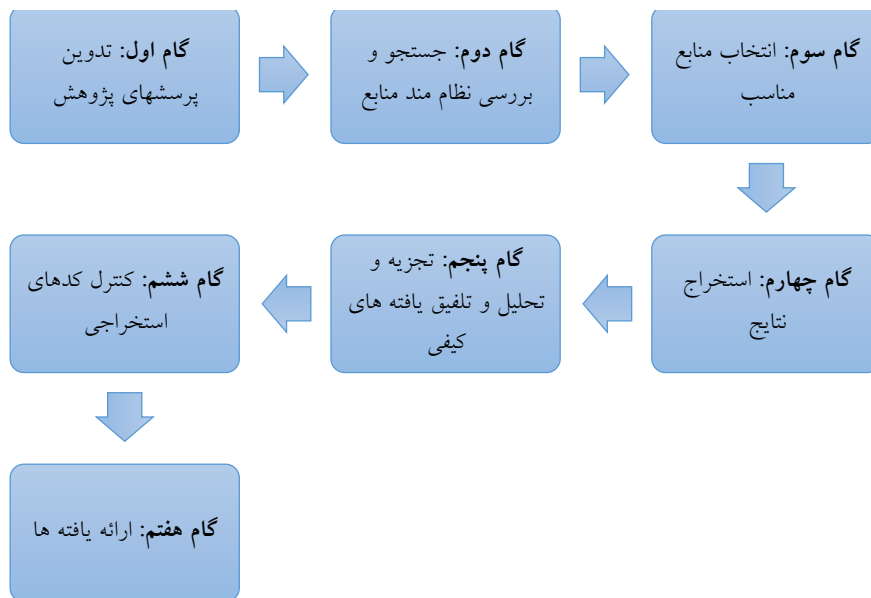 گام اول: تدوین
پرسشهای پژوهش
گام دوم: جستجو و
بررسی نظام مند منابع
گام سوم: انتخاب منابع
مناسب
گام چهارم: استخراج
نتایج
گام پنجم: تجزیه و
تحلیل و تلفیق یافته های
کیفی
گام ششم: کنترل کدهای
استخراجی
گام هفتم: ارائه یافته ها